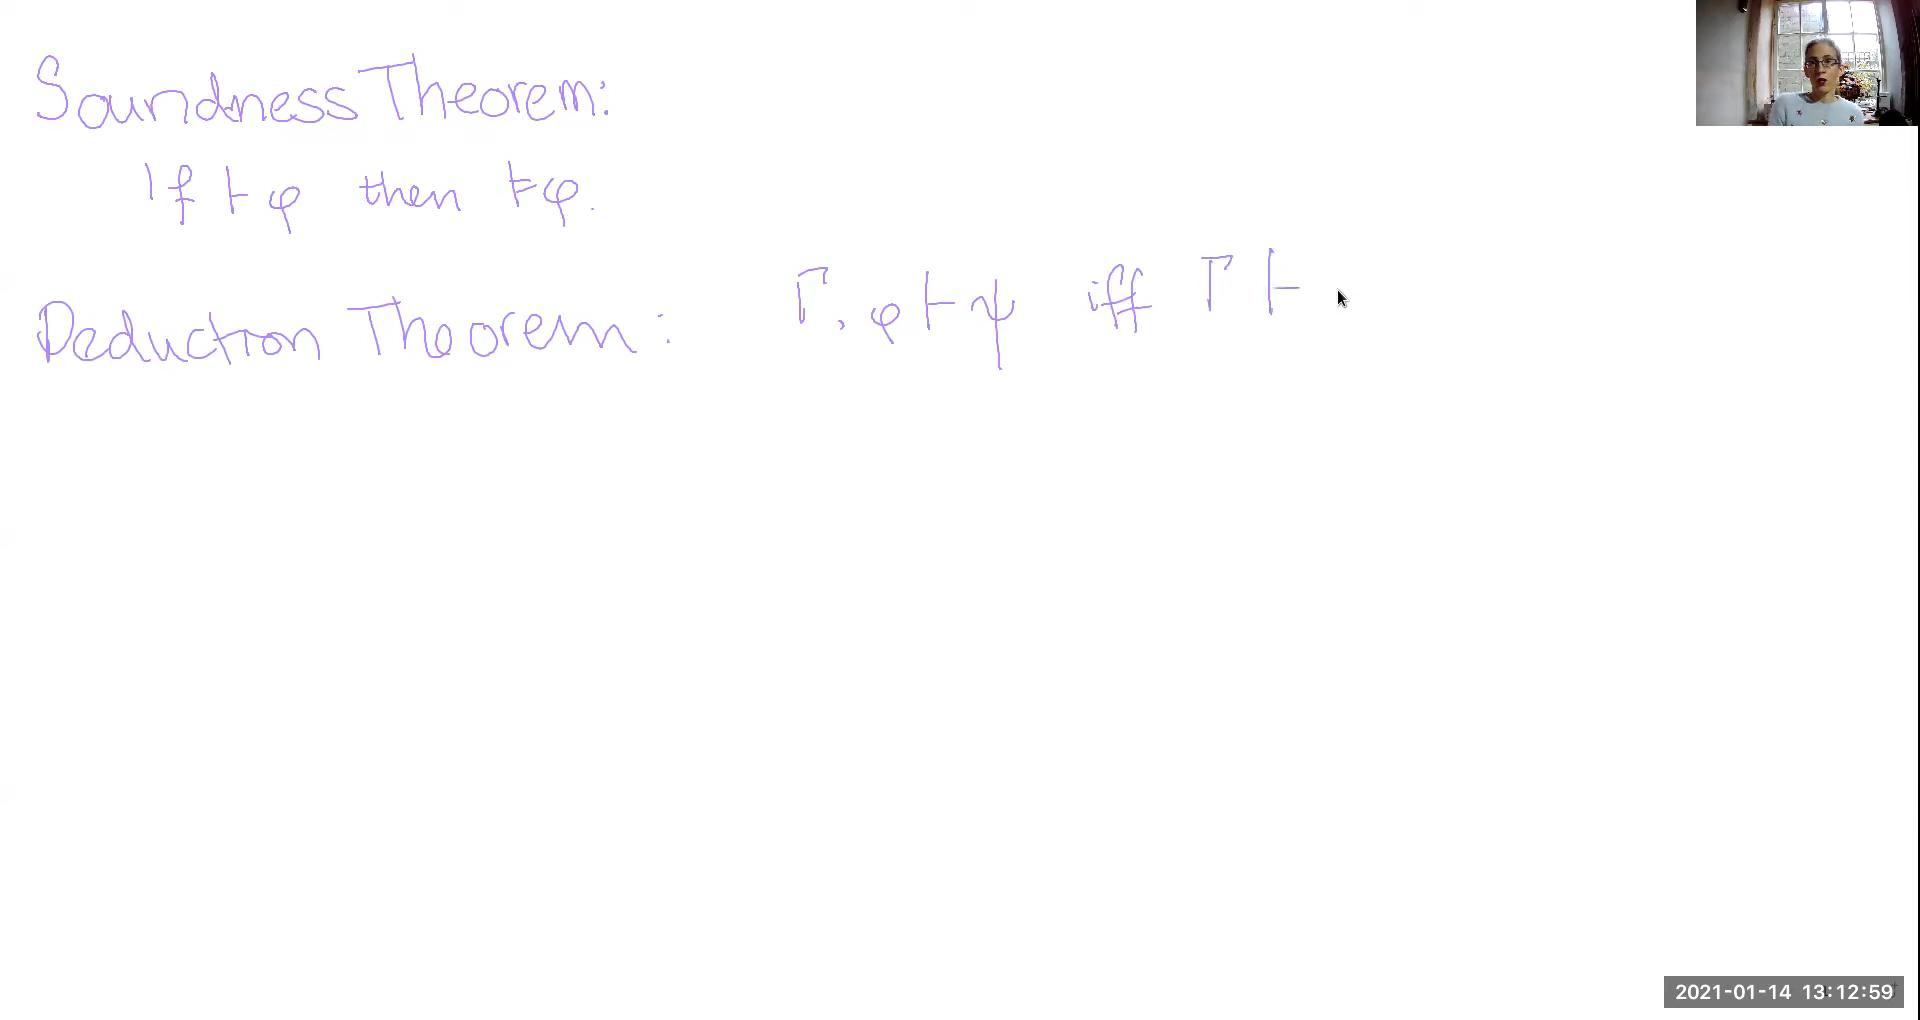 Soundness Theorem:
If ⊢ φ then ⊨φ.
Deduction Theorem: Γ, φ ⊢ ψ iff Γ ⊢
2021-01-14 13:12:59